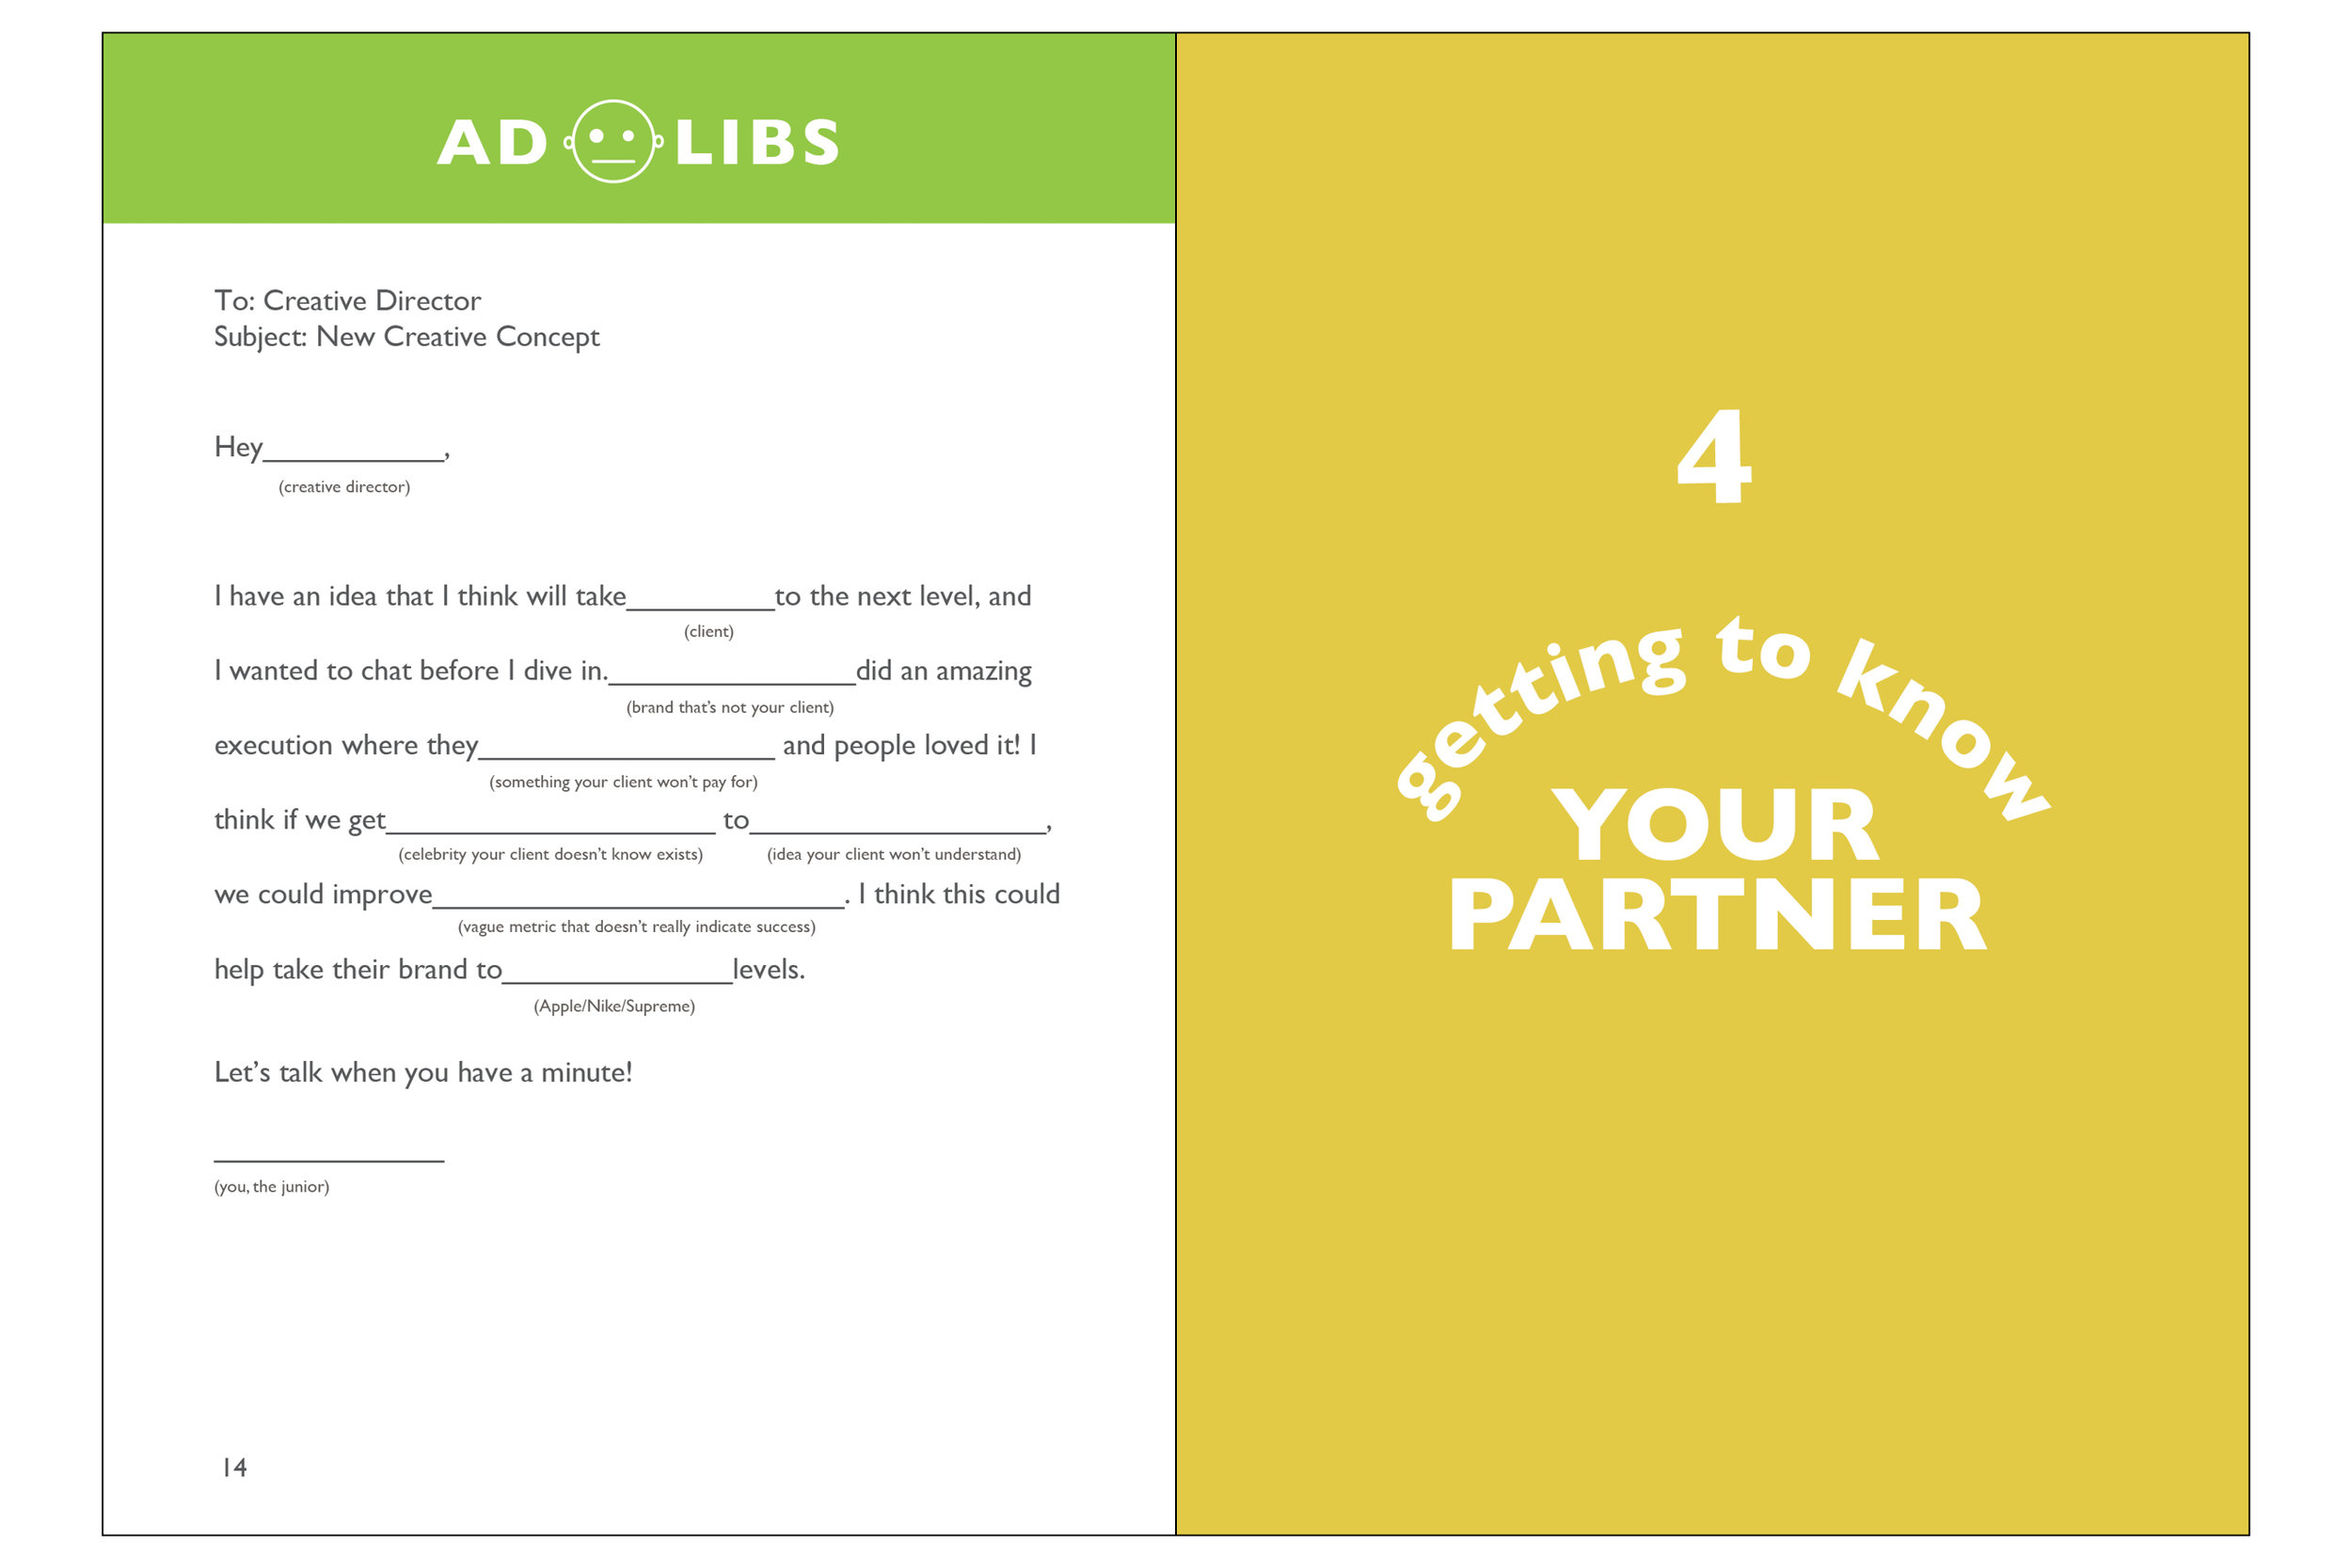 AD LIBS
To: Creative Director
Subject: New Creative Concept
Hey____________,
(creative director)
I have an idea that I think will take__________to the next level, and
(client)
I wanted to chat before I dive in.________________did an amazing
(brand that’s not your client)
execution where they___________________ and people loved it! I
(something your client won’t pay for)
think if we get_____________________ to___________________,
(celebrity your client doesn’t know exists) (idea your client won’t understand)
we could improve___________________________. I think this could
(vague metric that doesn’t really indicate success)
help take their brand to_______________levels.
(Apple/Nike/Supreme)
Let’s talk when you have a minute!
_______________
(you, the junior)
14
4
getting to know
YOUR
PARTNER